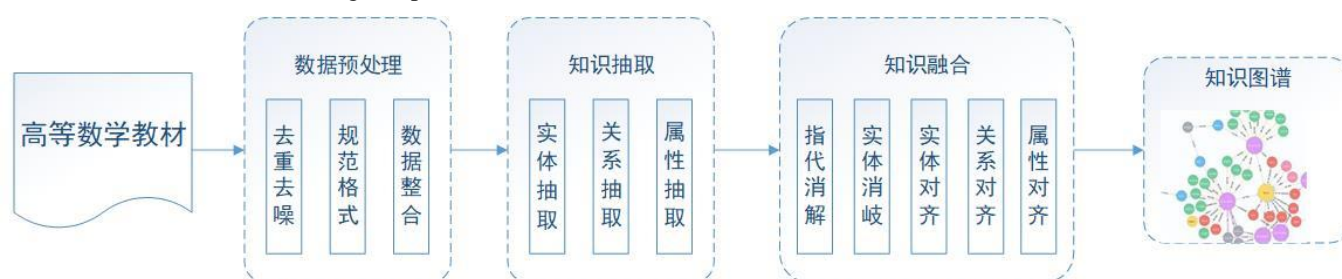 高等数学教材
数据预处理
去重去噪
规范格式
数据整合
知识抽取
实体抽取
关系抽取
属性抽取
知识融合
指代消解
实体消岐
实体对齐
关系对齐
属性对齐
知识图谱